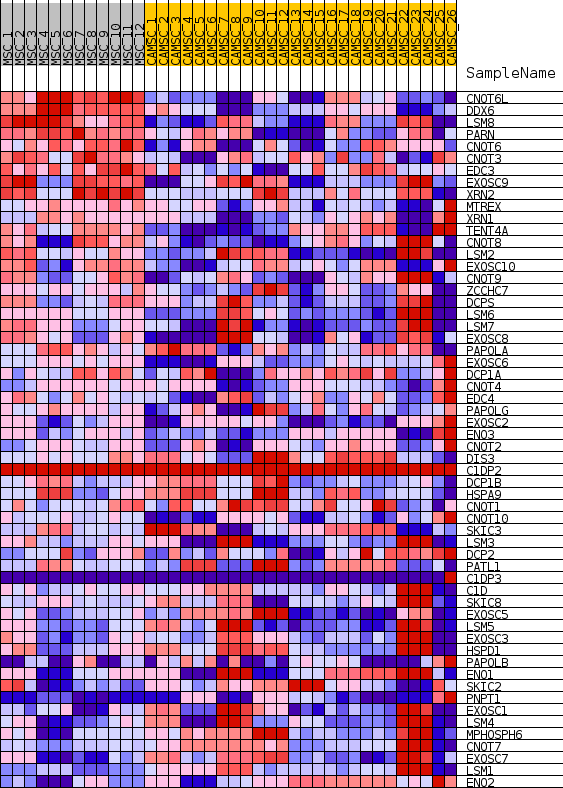 MSC_1
MSC_2
MSC_3
MSC_4
MSC_5
MSC_6
MSC_7
MSC_8
MSC_9
MSC_10
MSC_11
MSC_12
CAMSC_1
CAMSC_2
CAMSC_3
CAMSC_4
CAMSC_5
CAMSC_6
CAMSC_7
CAMSC_8
CAMSC_9
CAMSC_10
CAMSC_11
CAMSC_12
CAMSC_13
CAMSC_14
CAMSC_15
CAMSC_16
CAMSC_17
CAMSC_18
CAMSC_19
CAMSC_20
CAMSC_21
CAMSC_22
CAMSC_23
CAMSC_24
CAMSC_25
CAMSC_26
SampleName
CNOT6L
DDX6
LSM8
PARN
CNOT6
CNOT3
EDC3
EXOSC9
XRN2
MTREX
XRN1
TENT4A
CNOT8
LSM2
EXOSC10
CNOT9
ZCCHC7
DCPS
LSM6
LSM7
EXOSC8
PAPOLA
EXOSC6
DCP1A
CNOT4
EDC4
PAPOLG
EXOSC2
ENO3
CNOT2
DIS3
C1DP2
DCP1B
HSPA9
CNOT1
CNOT10
SKIC3
LSM3
DCP2
PATL1
C1DP3
C1D
SKIC8
EXOSC5
LSM5
EXOSC3
HSPD1
PAPOLB
ENO1
SKIC2
PNPT1
EXOSC1
LSM4
MPHOSPH6
CNOT7
EXOSC7
LSM1
ENO2